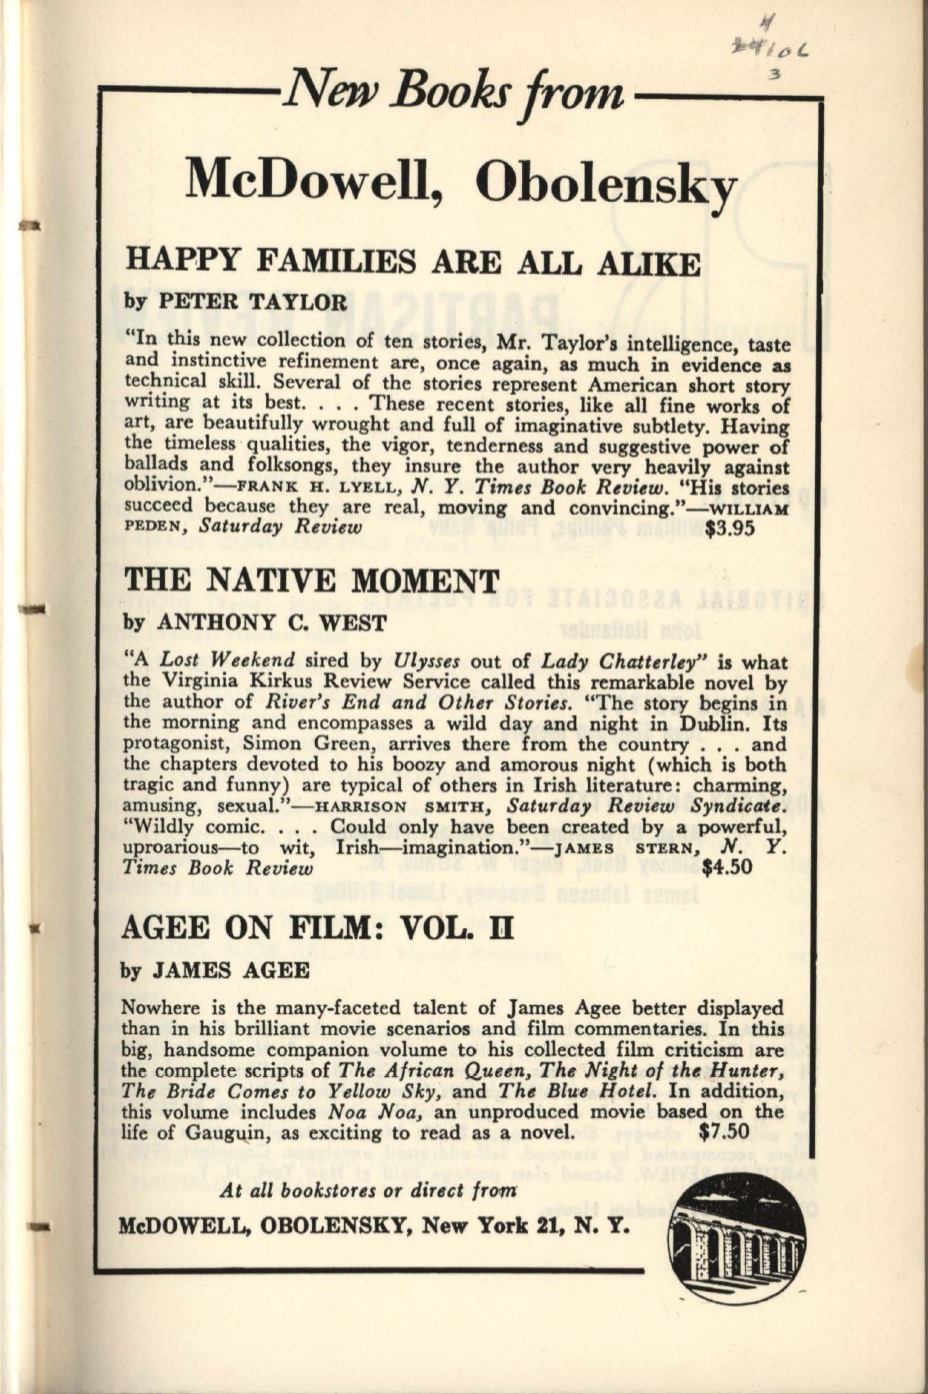 New Books from
McDowell, Obolensky
HAPPY FAMILIES ARE ALL ALIKE
by PETER TAYLOR
“In this new collection of ten stories, Mr. Taylor’s intelligence, taste
and instinctive refinement are, once again, as much in evidence as
technical skill. Several of the stories represent American short story
writing at its best. . . . These recent stories, like all fine works of
art, are beautifully wrought and full of imaginative subtlety. Having
the timeless qualities, the vigor, tenderness and suggestive power of
ballads and folksongs, they insure the author very heavily against
oblivion.”—FRANK H. LYELL, N. Y. Times Book Review. “His stories
succeed because they are real, moving and convincing.”—WILLIAM
PEDEN, Saturday Review $3.95
THE NATIVE MOMENT
by ANTHONY C. WEST
“A Lost Weekend sired by Ulysses out of Lady Chatterley” is what
the Virginia Kirkus Review Service called this remarkable novel by
the author of River’s End and Other Stories. “The story begins in
the morning and encompasses a wild day and night in Dublin. Its
protagonist, Simon Green, arrives there from the country . . . and
the chapters devoted to his boozy and amorous night (which is both
tragic and funny) are typical of others in Irish literature: charming,
amusing, sexual.”—HARRISON SMITH, Saturday Review Syndicate.
“Wildly comic. . . . Could only have been created by a powerful,
uproarious—to wit, Irish—imagination.”—JAMES STERN, N. Y.
Times Book Review $4.50
AGEE ON FILM: VOL. II
by JAMES AGEE
Nowhere is the many-faceted talent of James Agee better displayed
than in his brilliant movie scenarios and film commentaries. In this
big, handsome companion volume to his collected film criticism are
the complete scripts of The African Queen, The Night of the Hunter,
The Bride Comes to Yellow Sky, and The Blue Hotel. In addition,
this volume includes Noa Noa, an unproduced movie based on the
life of Gauguin, as exciting to read as a novel. $7.50
At all bookstores or direct from
McDOWELL, OBOLENSKY, New York 21, N. Y.